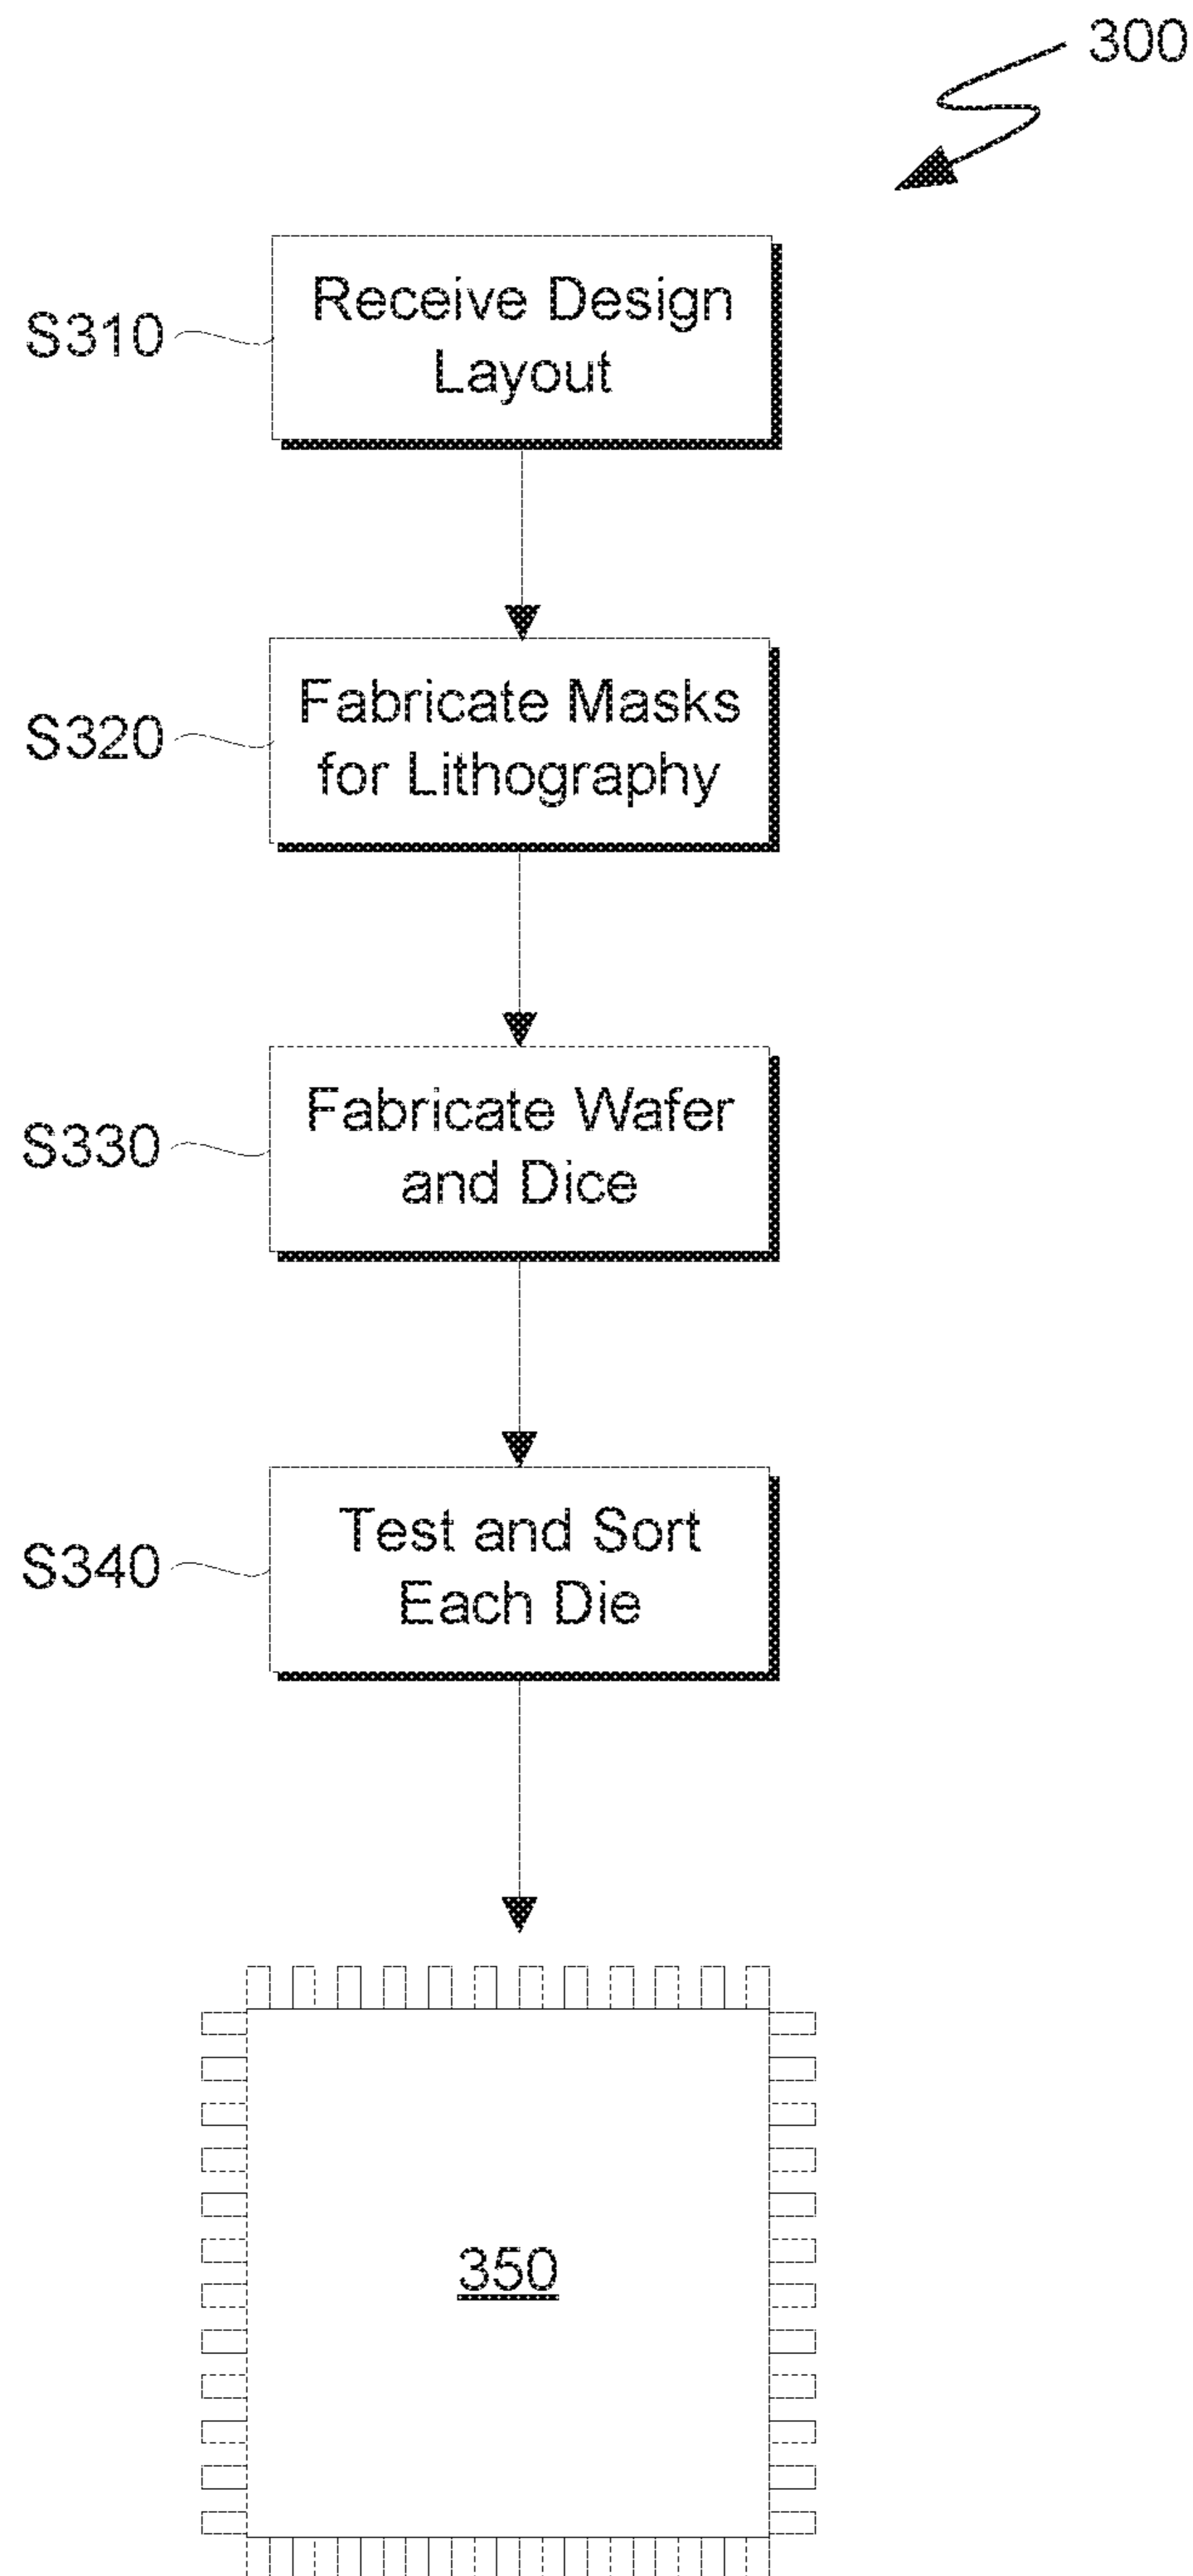 300
S310
Receive Design
Layout
S320
Fabricate Masks
for Lithography
S330
Fabricate Wafer
and Dice
S340
Test and Sort
Each Die
350